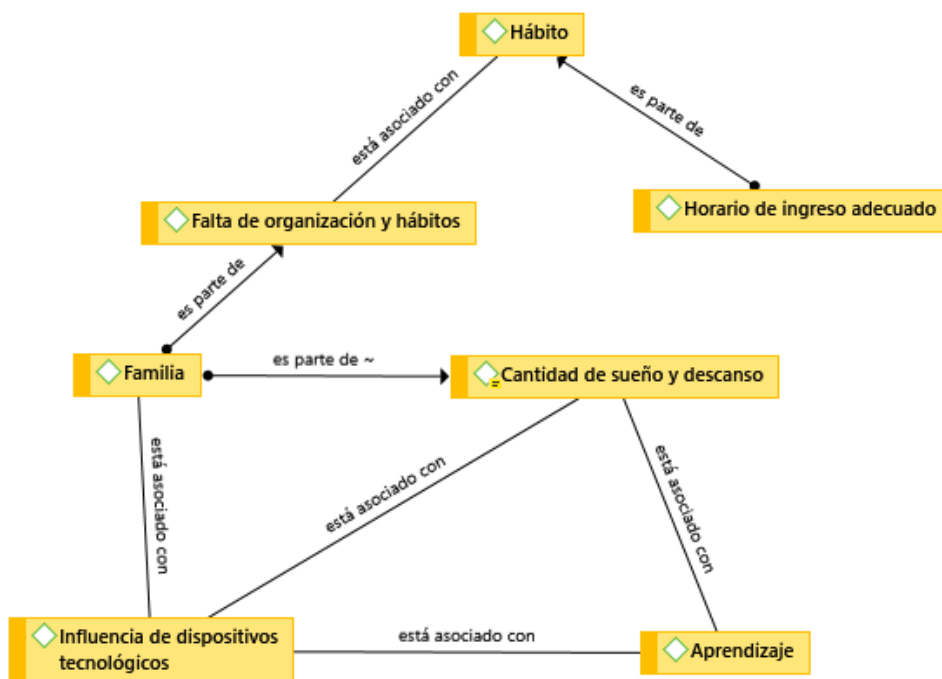 Hábito
está asociado con
es parte de
Falta de organización y hábitos
Horario de ingreso adecuado
es parte de
Familia
es parte de ~
Cantidad de sueño y descanso
está asociado con
está asociado con
está asociado con
Influencia de dispositivos
tecnológicos
está asociado con
Aprendizaje